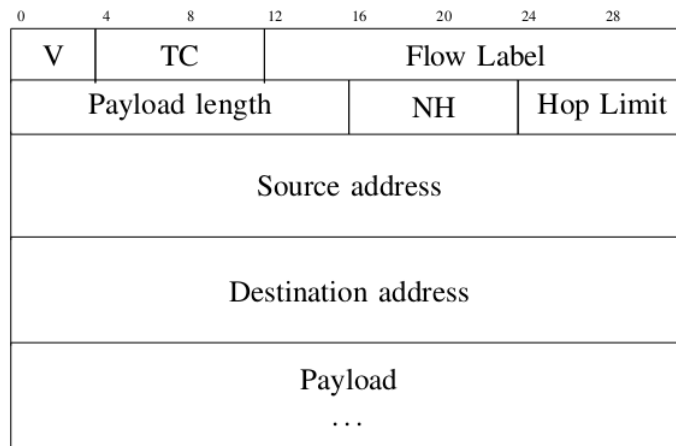 0 4 8 12 16 20 24 28
V TC Flow Label
Payload length NH Hop Limit
Source address
Destination address
Payload
...